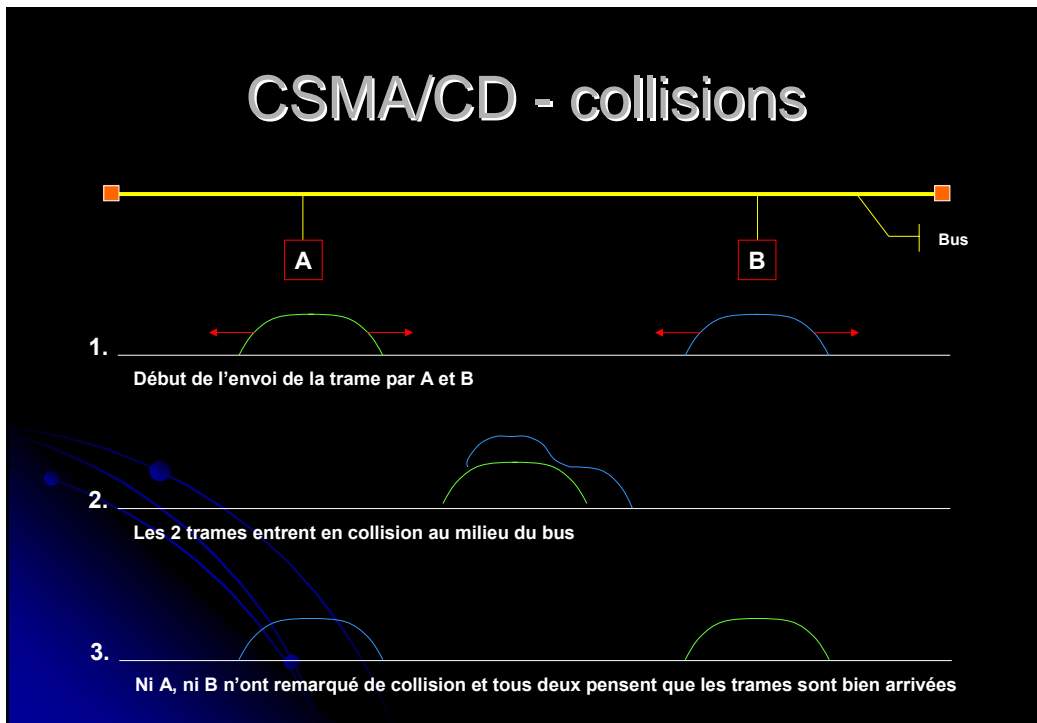 CSMA/CD - collisions
Bus
A
B
1.
Début de l'envoi de la trame par A et B
2.
Les 2 trames entrent en collision au milieu du bus
3.
Ni A, ni B n'ont remarqué de collision et tous deux pensent que les trames sont bien arrivées